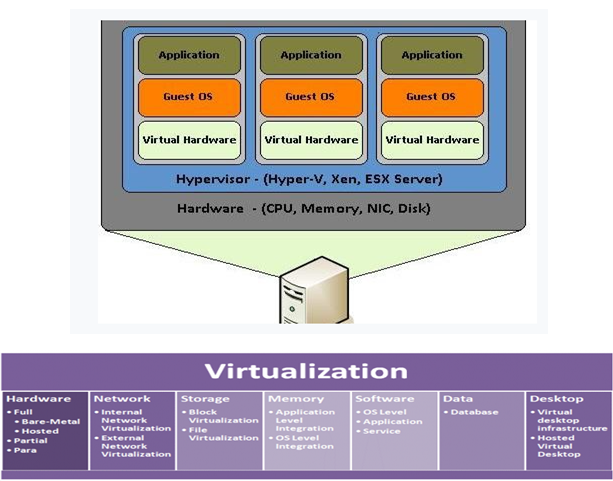 Application Application Application
Guest OS Guest OS Guest OS
Virtual Hardware Virtual Hardware Virtual Hardware
Hypervisor - (Hyper-V, Xen, ESX Server)
Hardware - (CPU, Memory, NIC, Disk)
Virtualization
Hardware
• Full
• Bare-Metal
• Hosted
• Partial
• Para
Network
• Internal
Network
Virtualization
• External
Network
Virtualization
Storage
• Block
Virtualization
• File
Virtualization
Memory
• Application
Level
Integration
• OS Level
Integration
Software
• OS Level
• Application
• Service
Data
• Database
Desktop
• Virtual
desktop
infrastructure
• Hosted
Virtual
Desktop